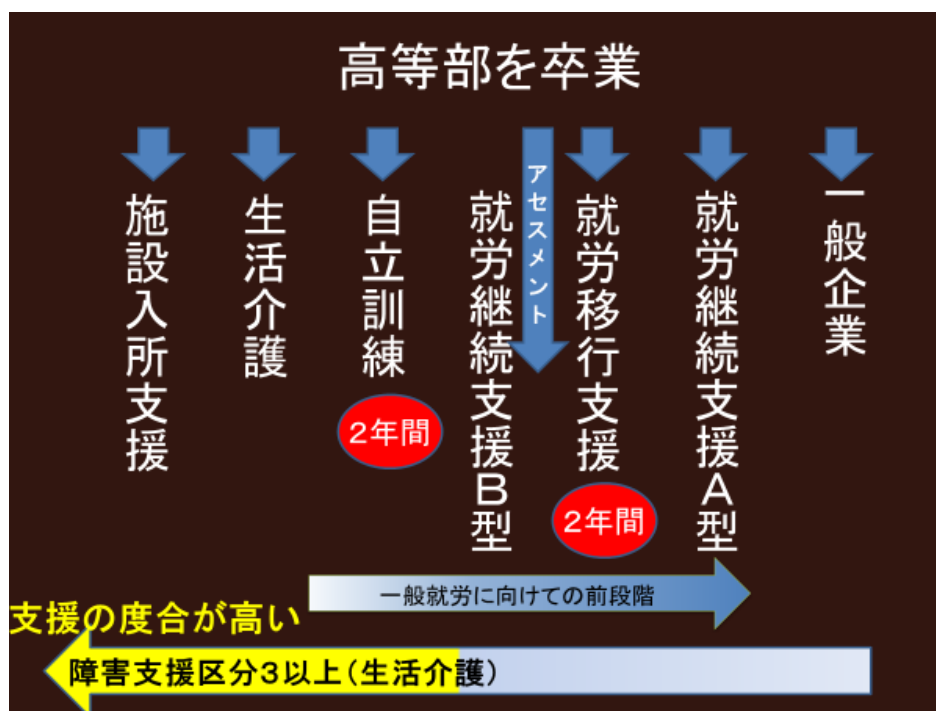 高等部を卒業
施設入所支援
生活介護
自立訓練
2年間
就労継続支援B型
アセスメント
就労移行支援
2年間
就労継続支援A型
一般企業
一般就労に向けての前段階
支援の度合が高い
障害支援区分3以上(生活介護)